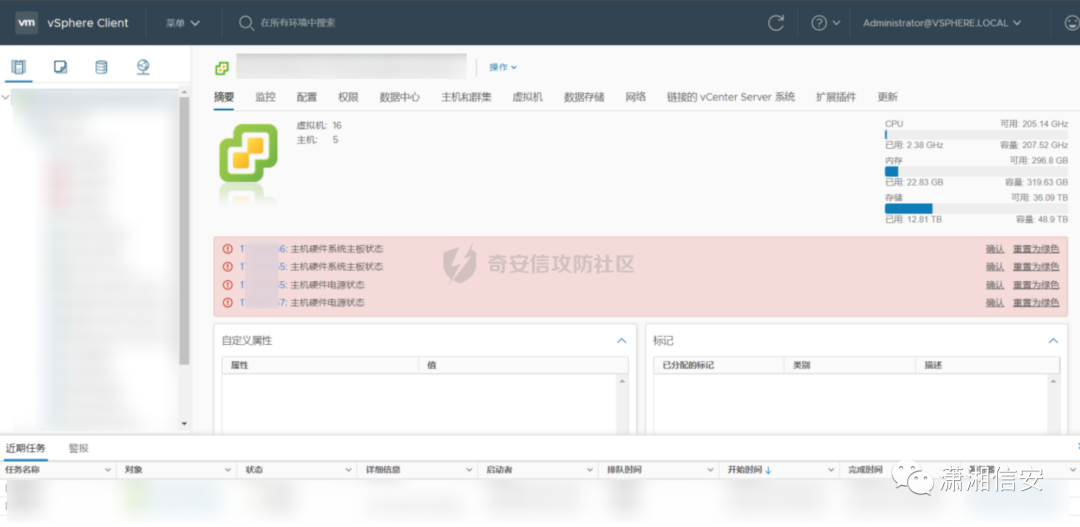 vm vSphere Client 菜单 在所有环境中搜索 Administrator@VSPHERE.LOCAL
操作
摘要 监控 配置 权限 数据中心 主机和群集 虚拟机 数据存储 网络 链接的 vCenter Server 系统 扩展插件 更新
虚拟机: 16
主机: 5
CPU 可用: 205.14 GHz
已用: 2.38 GHz 容量: 207.52 GHz
内存 可用: 296.8 GB
已用: 22.83 GB 容量: 319.63 GB
存储 可用: 36.09 TB
已用: 12.81 TB 容量: 48.9 TB
主机硬件系统主板状态 确认 重置为绿色
主机硬件系统主板状态 确认 重置为绿色
主机硬件电源状态 确认 重置为绿色
主机硬件电源状态 确认 重置为绿色
奇安信攻防社区
自定义属性 标记
属性 值 已分配的标记 类别 描述
近期任务 警报
任务名称 对象 状态 详细信息 启动者 排队时间 开始时间 完成时间
潇湘信安